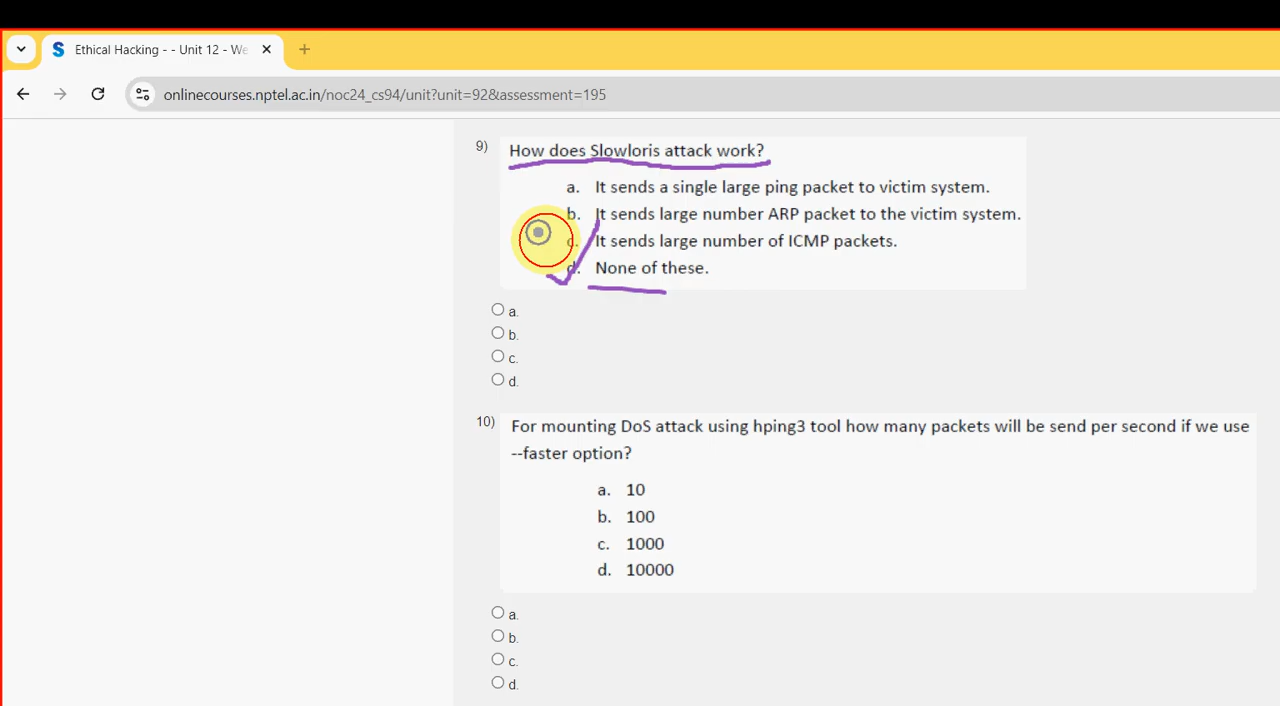 Ethical Hacking - - Unit 12 - We
onlinecourses.nptel.ac.in/noc24_cs94/unit?unit=92&assessment=195
9) How does Slowloris attack work?
a. It sends a single large ping packet to victim system.
b. It sends large number ARP packet to the victim system.
c. It sends large number of ICMP packets.
d. None of these.
a.
b.
c.
d.
10) For mounting DoS attack using hping3 tool how many packets will be send per second if we use
--faster option?
a. 10
b. 100
c. 1000
d. 10000
a.
b.
c.
d.